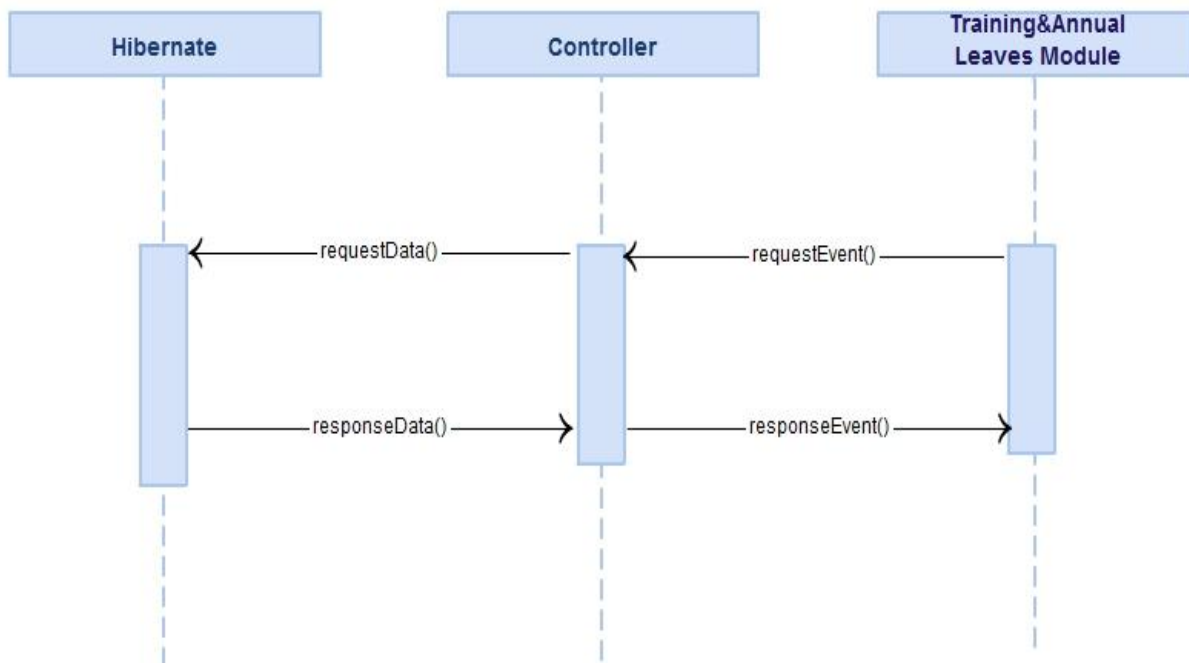 Hibernate
Controller
Training&Annual
Leaves Module
requestData()
requestEvent()
responseData()
responseEvent()